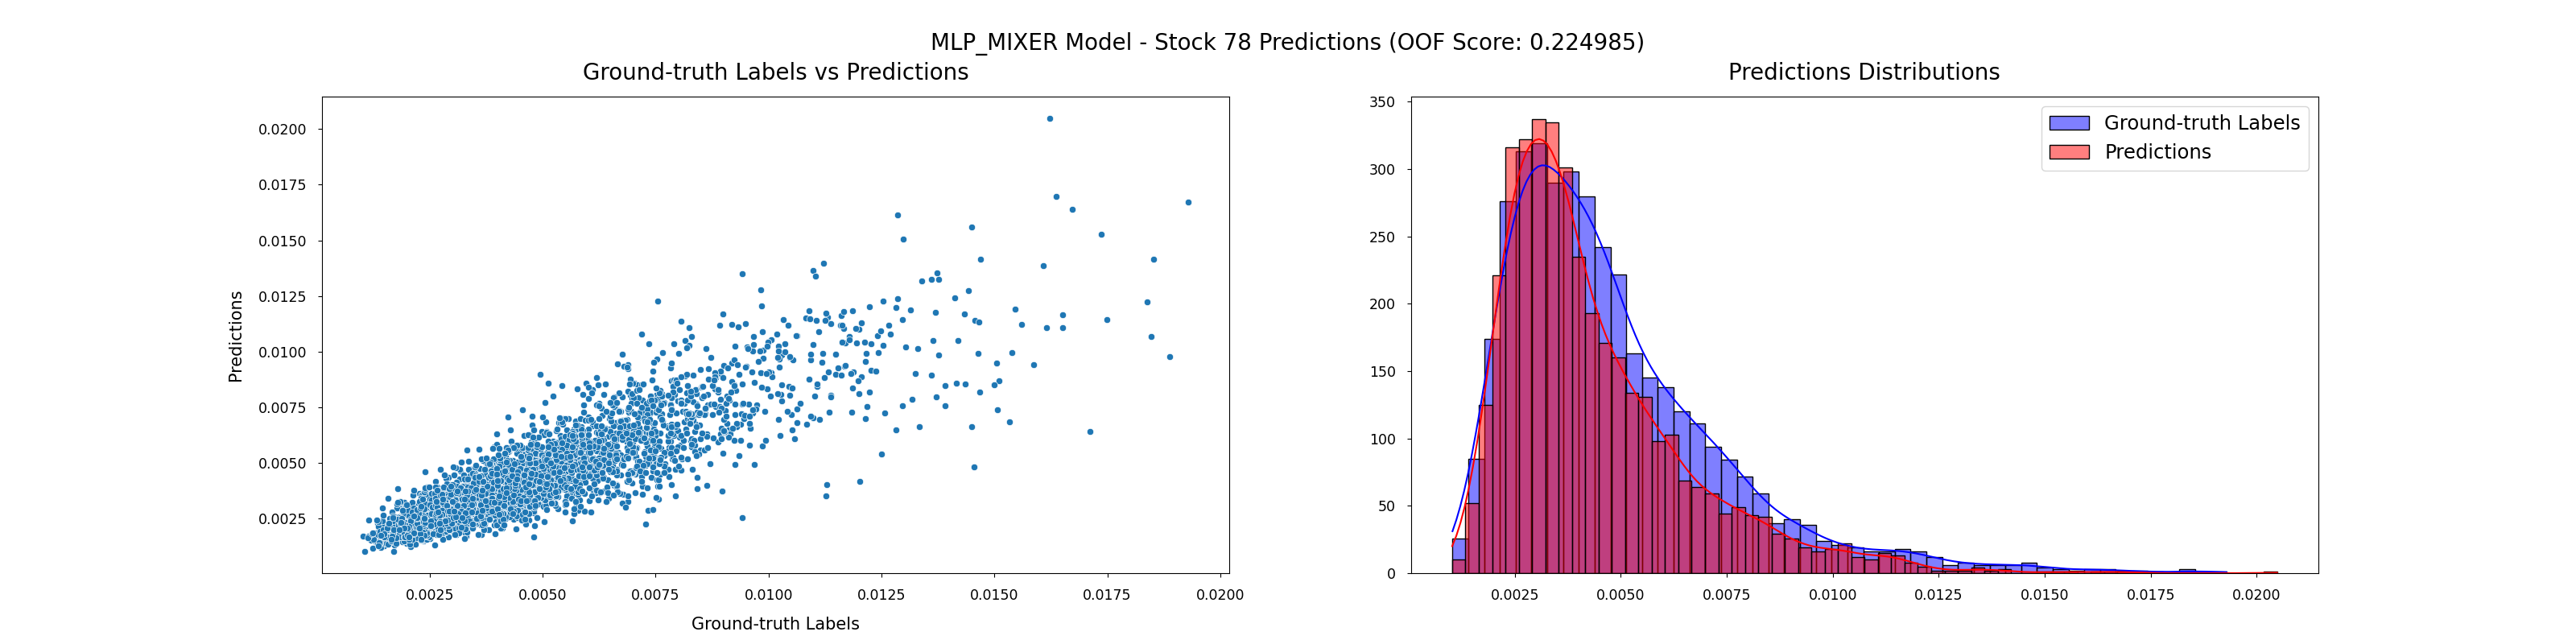 MLP_MIXER Model - Stock 78 Predictions (OOF Score: 0.224985)
Ground-truth Labels vs Predictions
0.0200
0.0175
0.0150
0.0125
0.0100
0.0075
0.0050
0.0025
Predictions
0.0025 0.0050 0.0075 0.0100 0.0125 0.0150 0.0175 0.0200
Ground-truth Labels
Predictions Distributions
350
300
250
200
150
100
50
0
Ground-truth Labels
Predictions
0.0025 0.0050 0.0075 0.0100 0.0125 0.0150 0.0175 0.0200